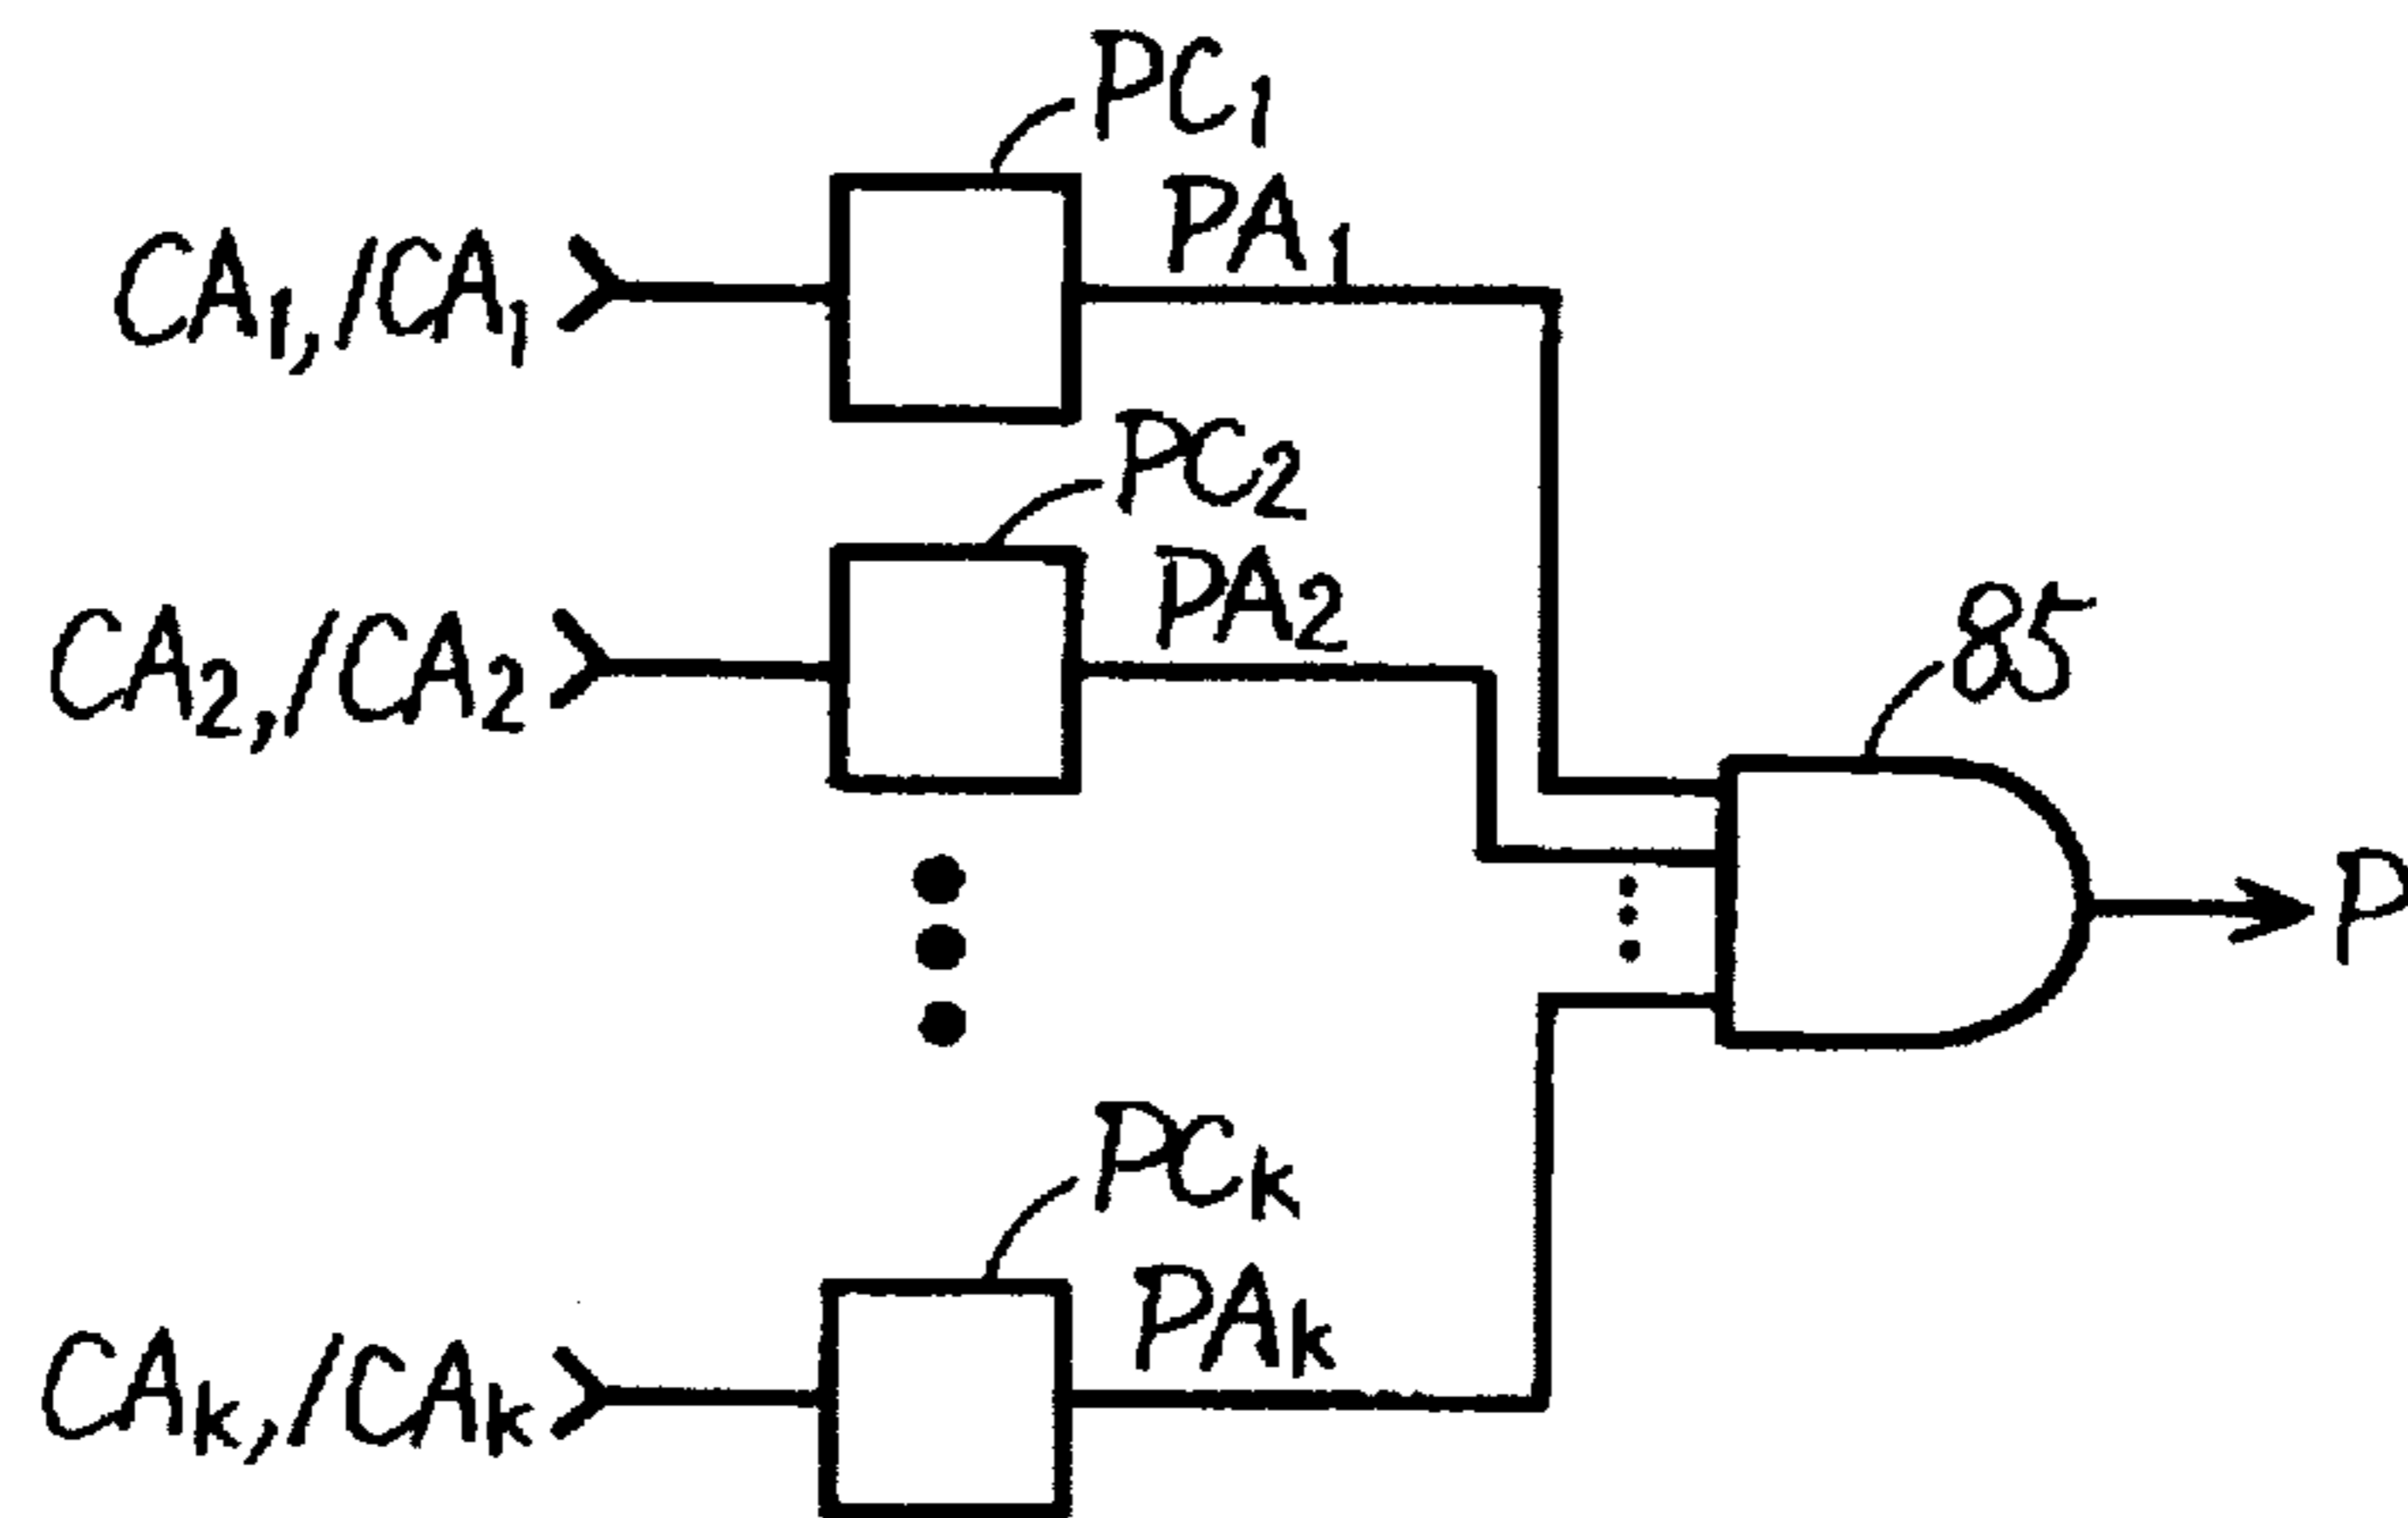 PC1
PA1
CA1, /CA1
PC2
PA2
CA2, /CA2
85
P
PCk
PAk
CAk, /CAk